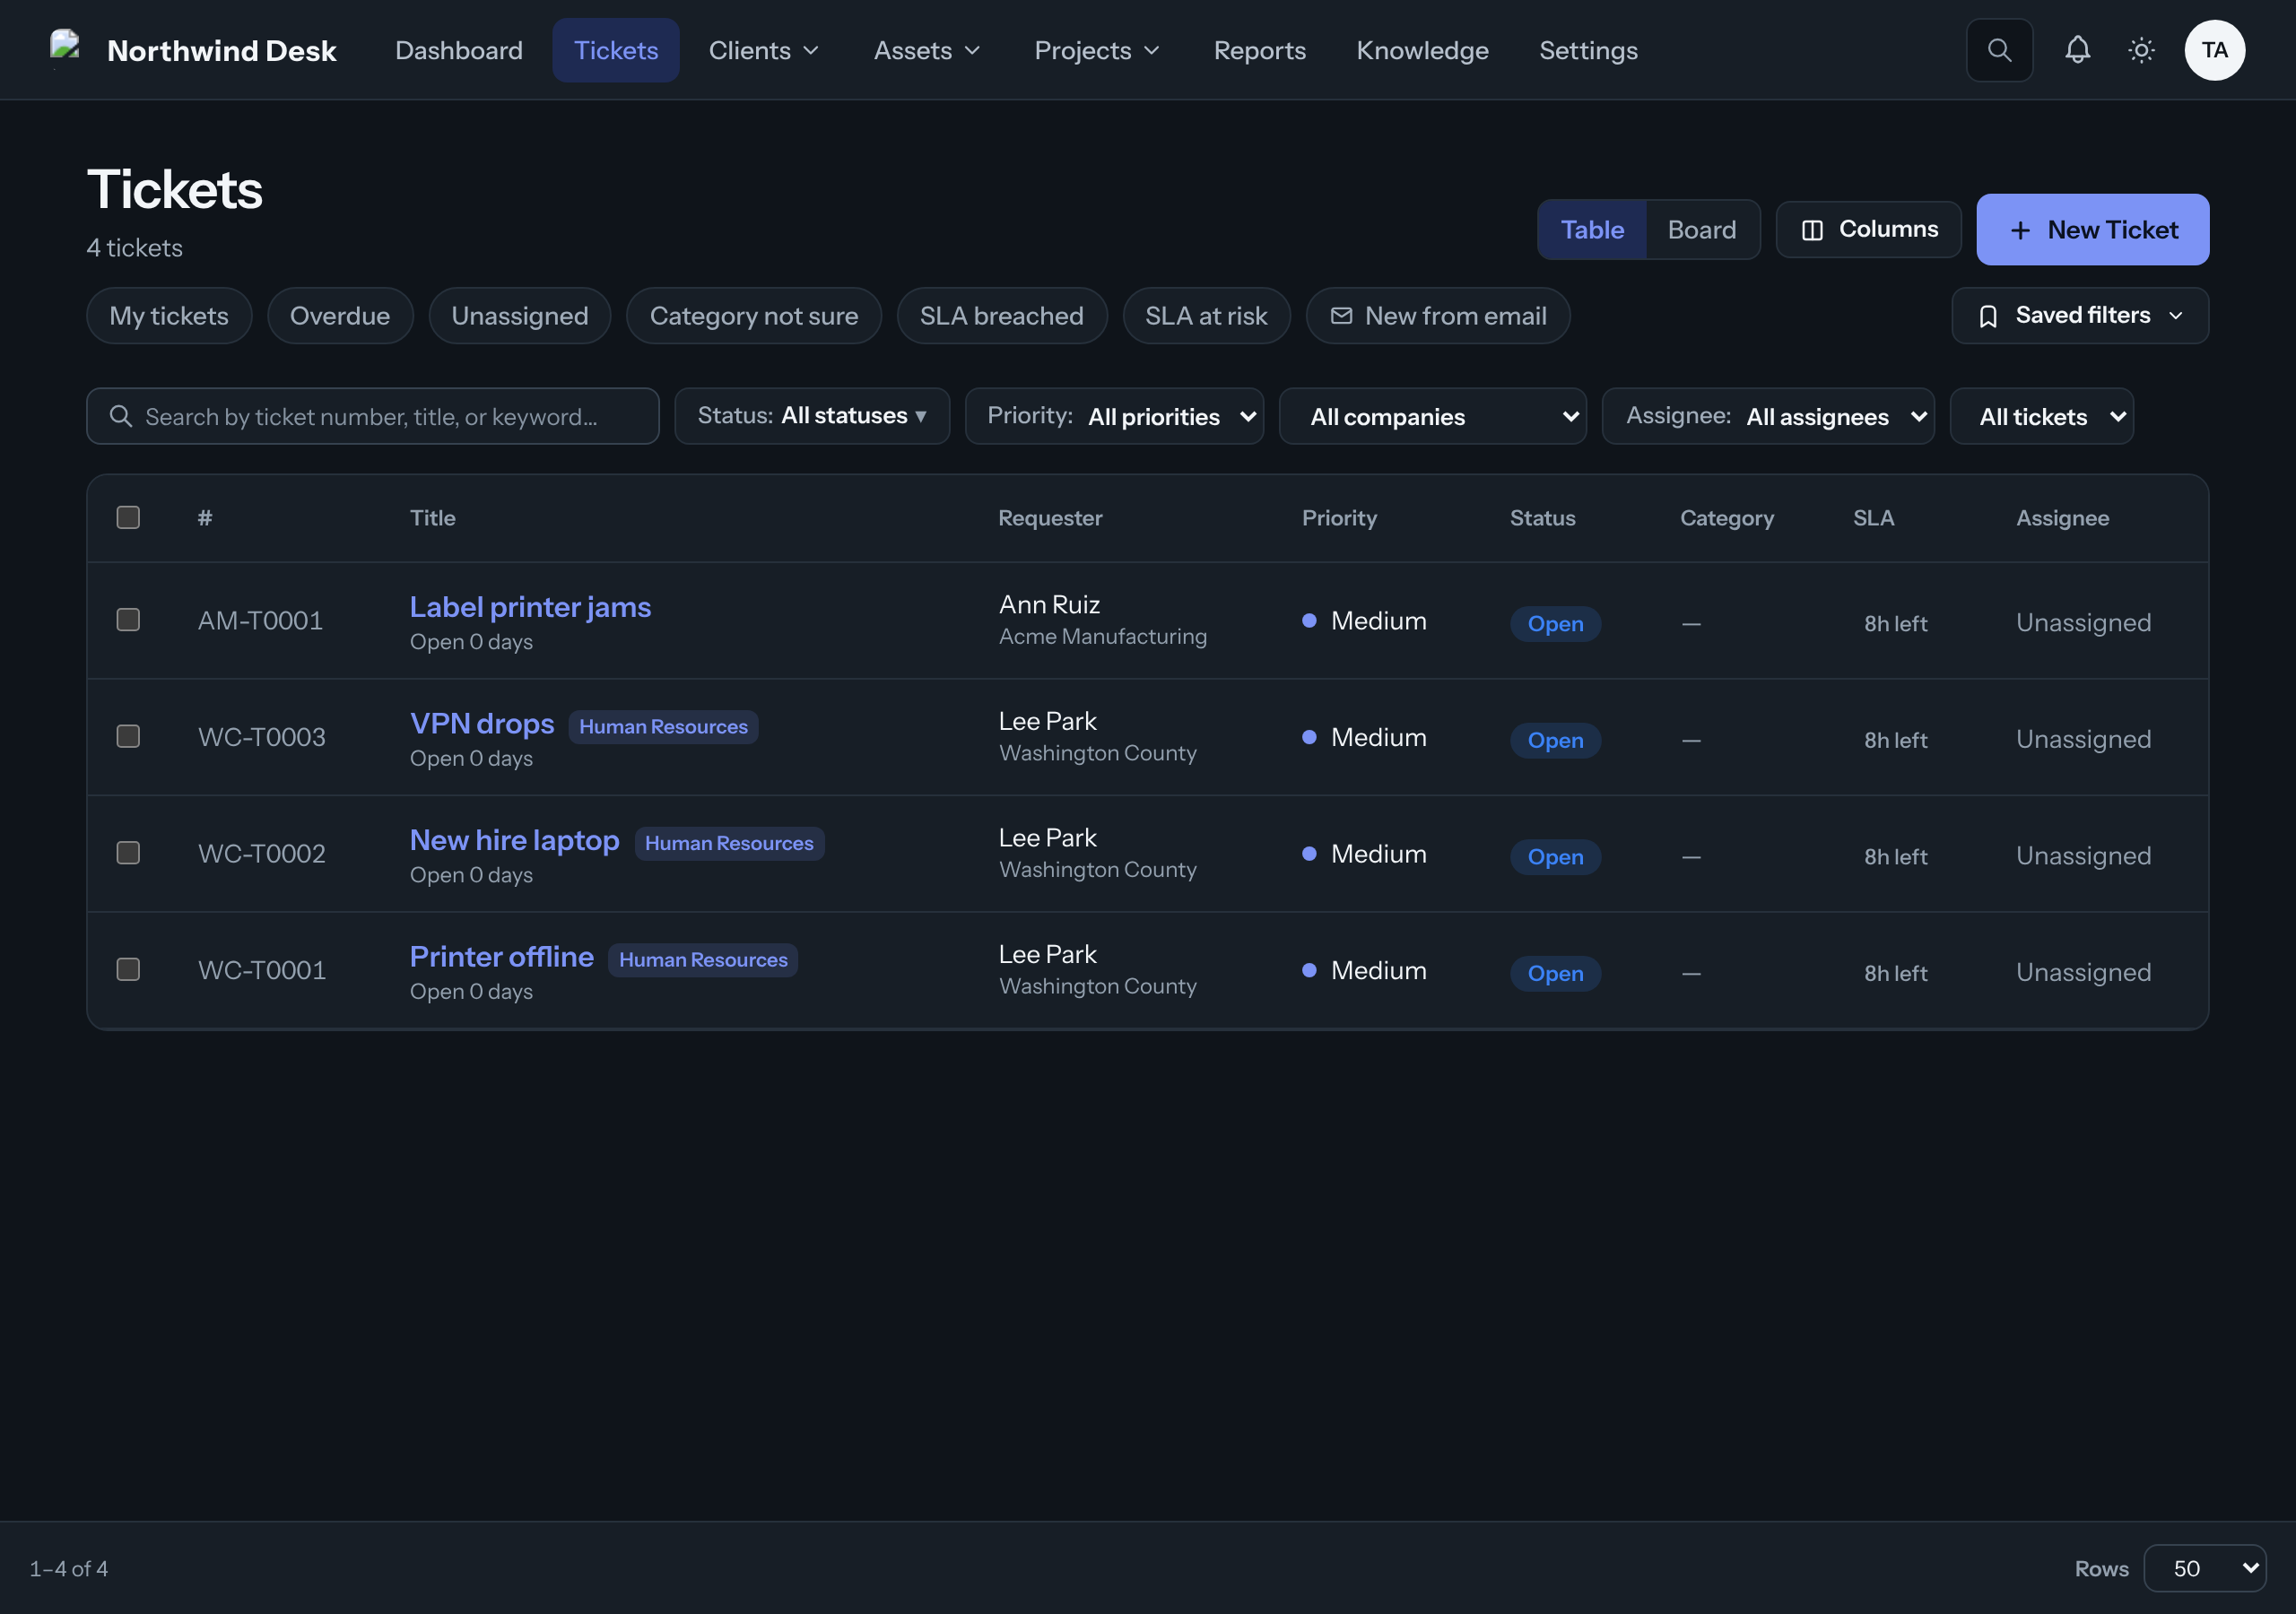 Northwind Desk Dashboard Tickets Clients Assets Projects Reports Knowledge Settings TA
Tickets
4 tickets
Table Board Columns + New Ticket
My tickets Overdue Unassigned Category not sure SLA breached SLA at risk New from email Saved filters
Search by ticket number, title, or keyword... Status: All statuses ▾ Priority: All priorities All companies Assignee: All assignees All tickets
# Title Requester Priority Status Category SLA Assignee
AM-T0001 Label printer jams Ann Ruiz Medium Open — 8h left Unassigned
Open 0 days Acme Manufacturing
WC-T0003 VPN drops Human Resources Lee Park Medium Open — 8h left Unassigned
Open 0 days Washington County
WC-T0002 New hire laptop Human Resources Lee Park Medium Open — 8h left Unassigned
Open 0 days Washington County
WC-T0001 Printer offline Human Resources Lee Park Medium Open — 8h left Unassigned
Open 0 days Washington County
1–4 of 4 Rows 50